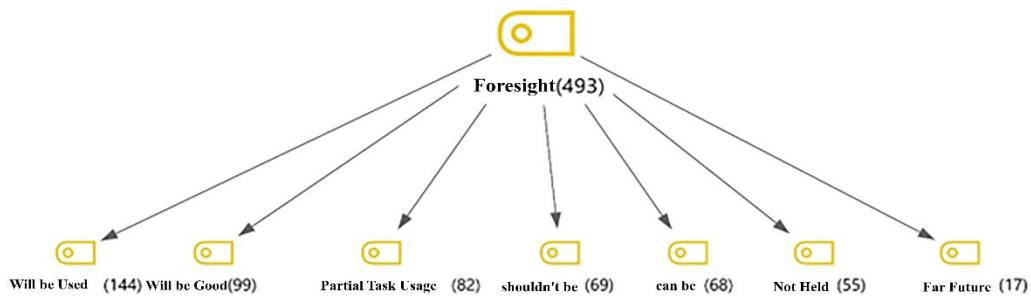 Foresight(493)
Will be Used (144) Will be Good(99) Partial Task Usage (82) shouldn't be (69) can be (68) Not Held (55) Far Future (17)